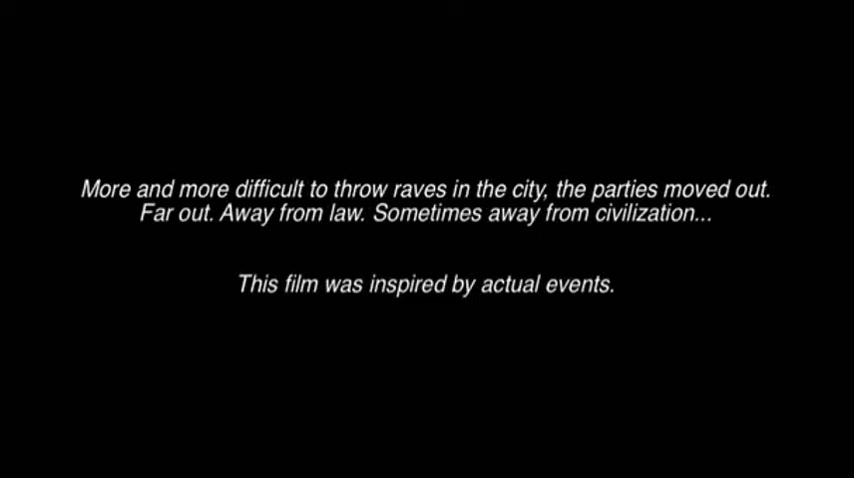 More and more difficult to throw raves in the city, the parties moved out.
Far out. Away from law. Sometimes away from civilization...
This film was inspired by actual events.